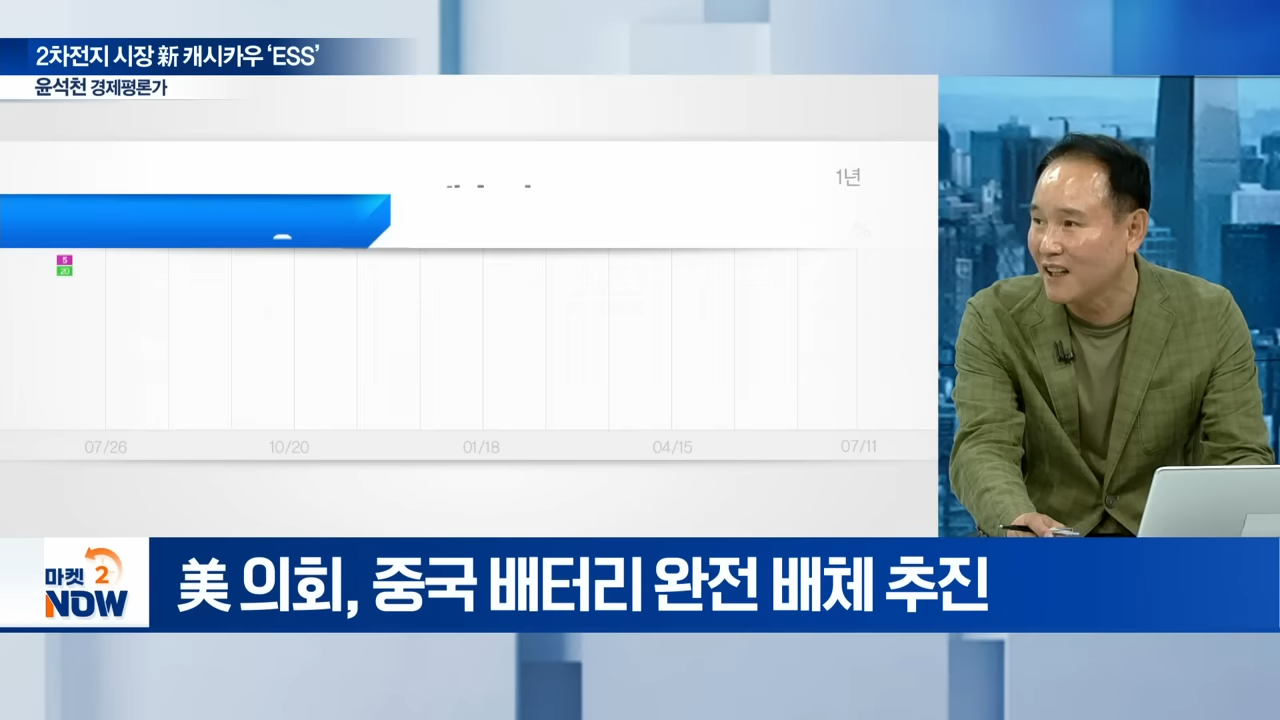 2차전지 시장 新 캐시카우 ‘ESS’
윤석천 경제평론가
1년
5
20
07/26 10/20 01/18 04/15 07/11
마켓 2
NOW
美 의회, 중국 배터리 완전 배체 추진